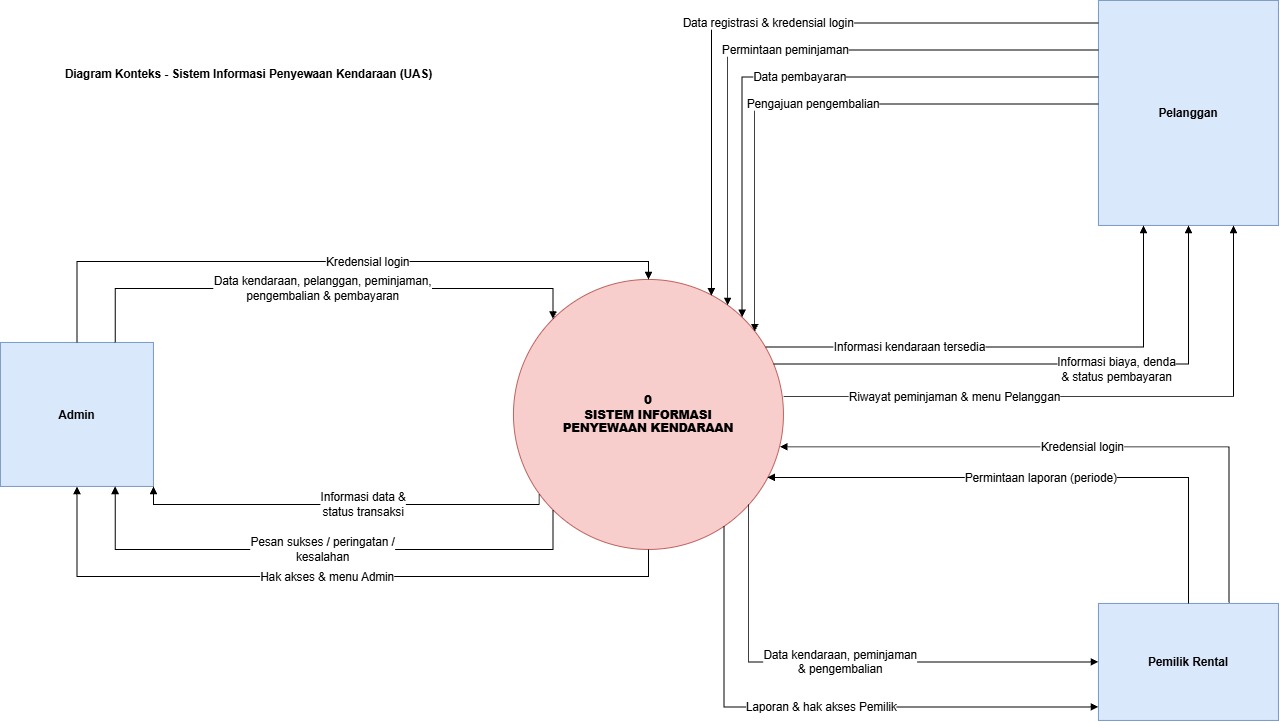 Data registrasi & kredensial login
Permintaan peminjaman
Diagram Konteks - Sistem Informasi Penyewaan Kendaraan (UAS)
Data pembayaran
Pengajuan pengembalian
Pelanggan
Kredensial login
Data kendaraan, pelanggan, peminjaman,
pengembalian & pembayaran
Informasi kendaraan tersedia
Informasi biaya, denda
& status pembayaran
Riwayat peminjaman & menu Pelanggan
Admin
0
SISTEM INFORMASI
PENYEWAAN KENDARAAN
Kredensial login
Permintaan laporan (periode)
Informasi data &
status transaksi
Pesan sukses / peringatan /
kesalahan
Hak akses & menu Admin
Data kendaraan, peminjaman
& pengembalian
Pemilik Rental
Laporan & hak akses Pemilik